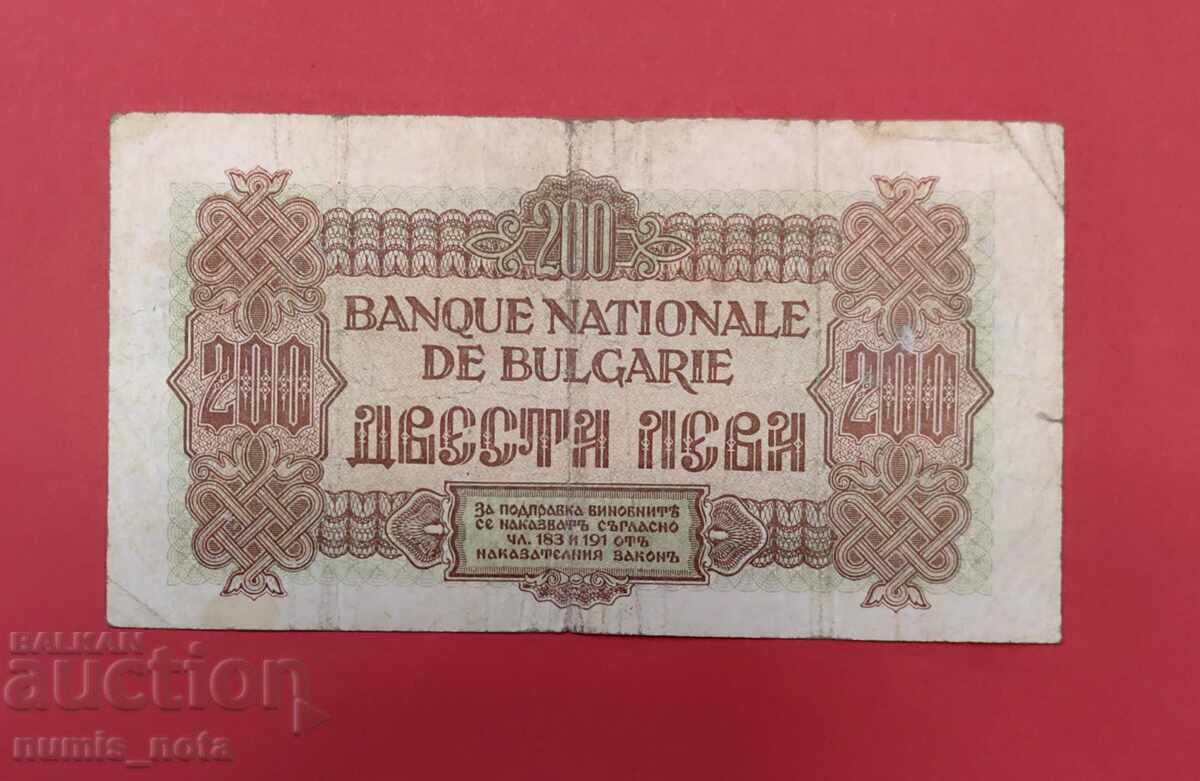 200
BANQUE NATIONALE
DE BULGARIE
200
200
ДВЕСТА ЛЕВА
За подправка виновнитѣ
се наказватъ съгласно
чл. 183 и 191 отъ
наказателния законъ
BALKAN
auction
numis_nota